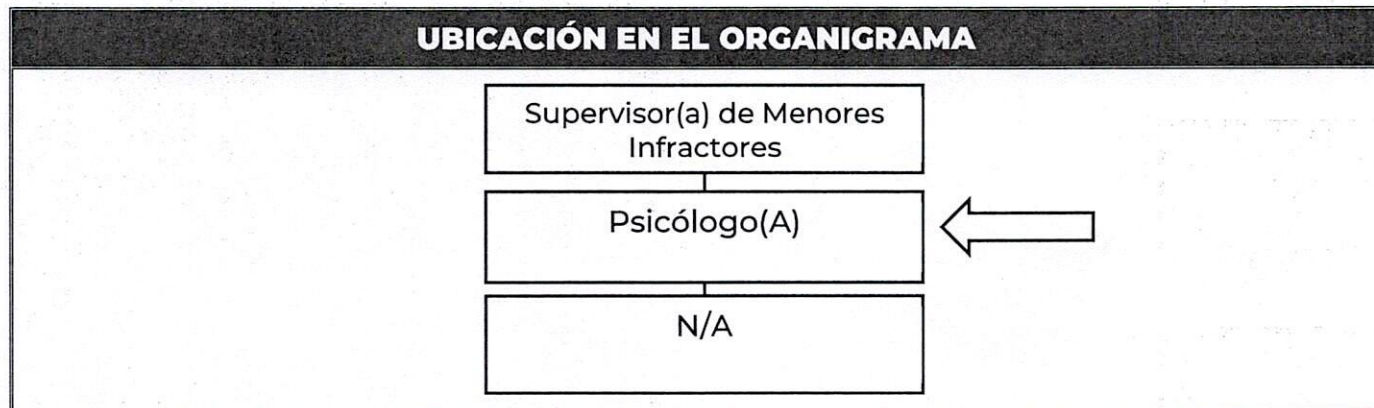 UBICACIÓN EN EL ORGANIGRAMA
Supervisor(a) de Menores
Infractores
Psicólogo(A)
N/A